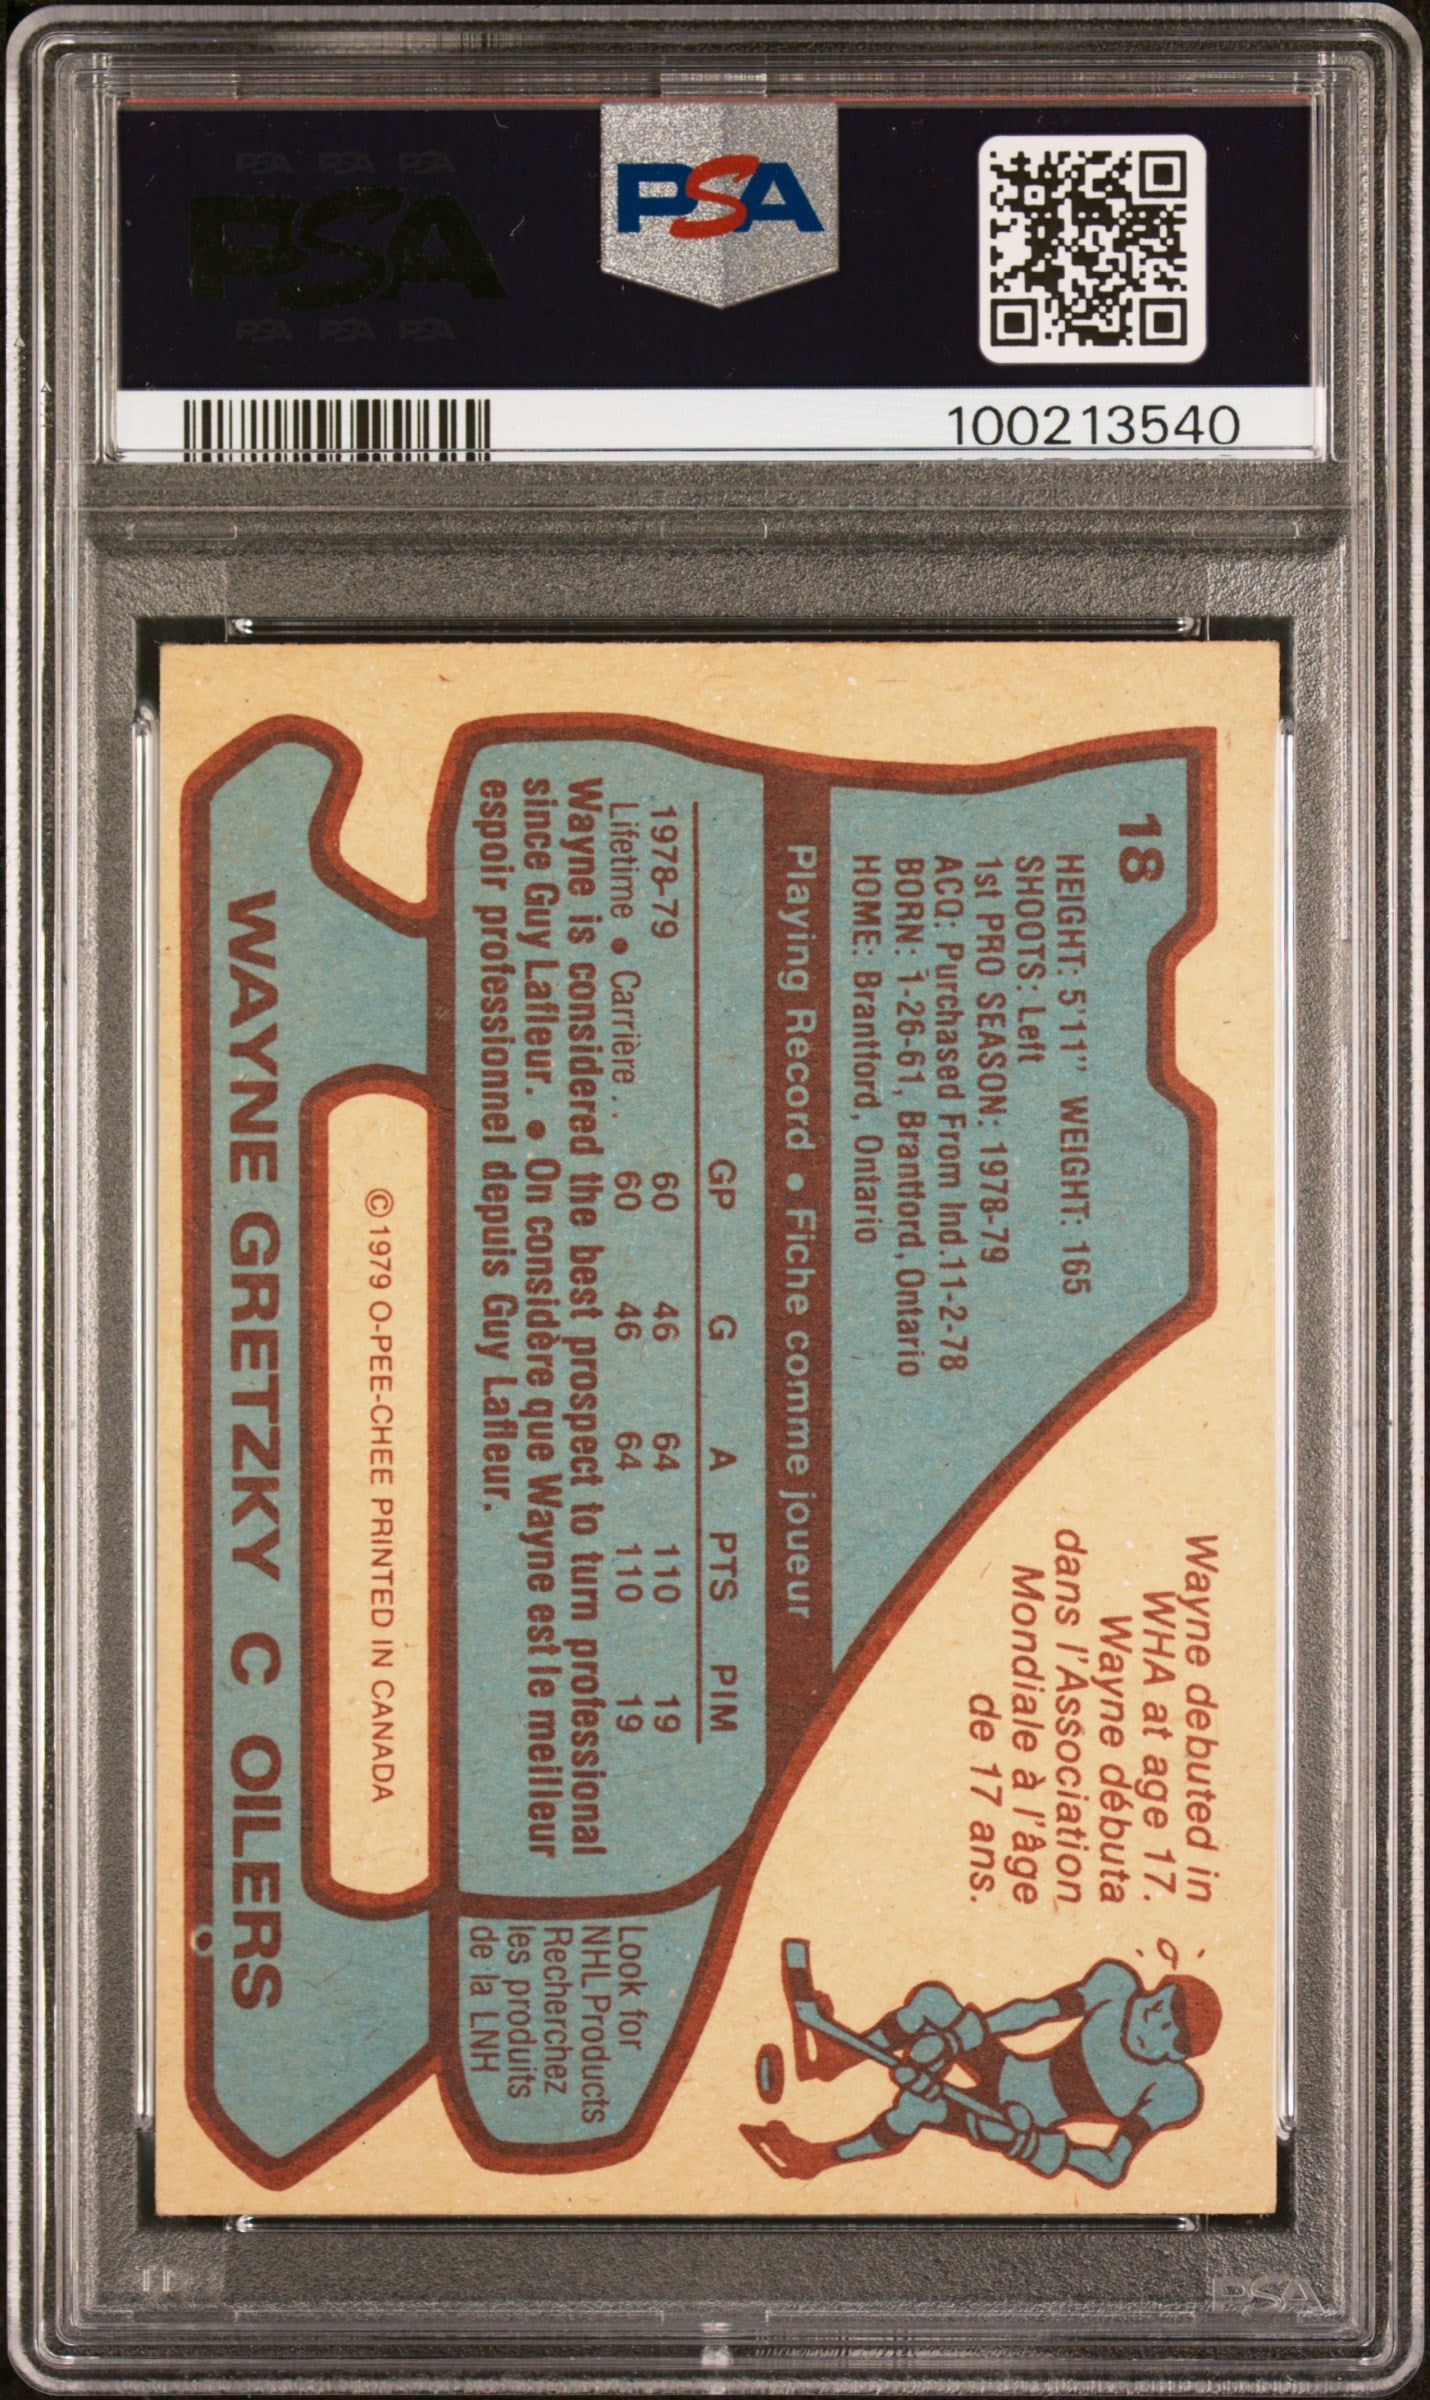 PSA PSA PSA
PSA
PSA PSA PSA
PSA
100213540
18
HEIGHT: 5'11" WEIGHT: 165
SHOOTS: Left
1st PRO SEASON: 1978-79
ACQ: Purchased From Ind.11-2-78
BORN: 1-26-61, Brantford, Ontario
HOME: Brantford, Ontario
Wayne debuted in
WHA at age 17.
Wayne débuta
dans l'Association
Mondiale à l'âge
de 17 ans.
Playing Record • Fiche comme joueur
GP G A PTS PIM
1978-79 60 46 64 110 19
Lifetime • Carrière.. 60 46 64 110 19
Wayne is considered the best prospect to turn professional
since Guy Lafleur. • On considère que Wayne est le meilleur
espoir professionnel depuis Guy Lafleur.
Look for
NHL Products
Recherchez
les produits
de la LNH
©1979 O-PEE-CHEE PRINTED IN CANADA
WAYNE GRETZKY C OILERS
PSA